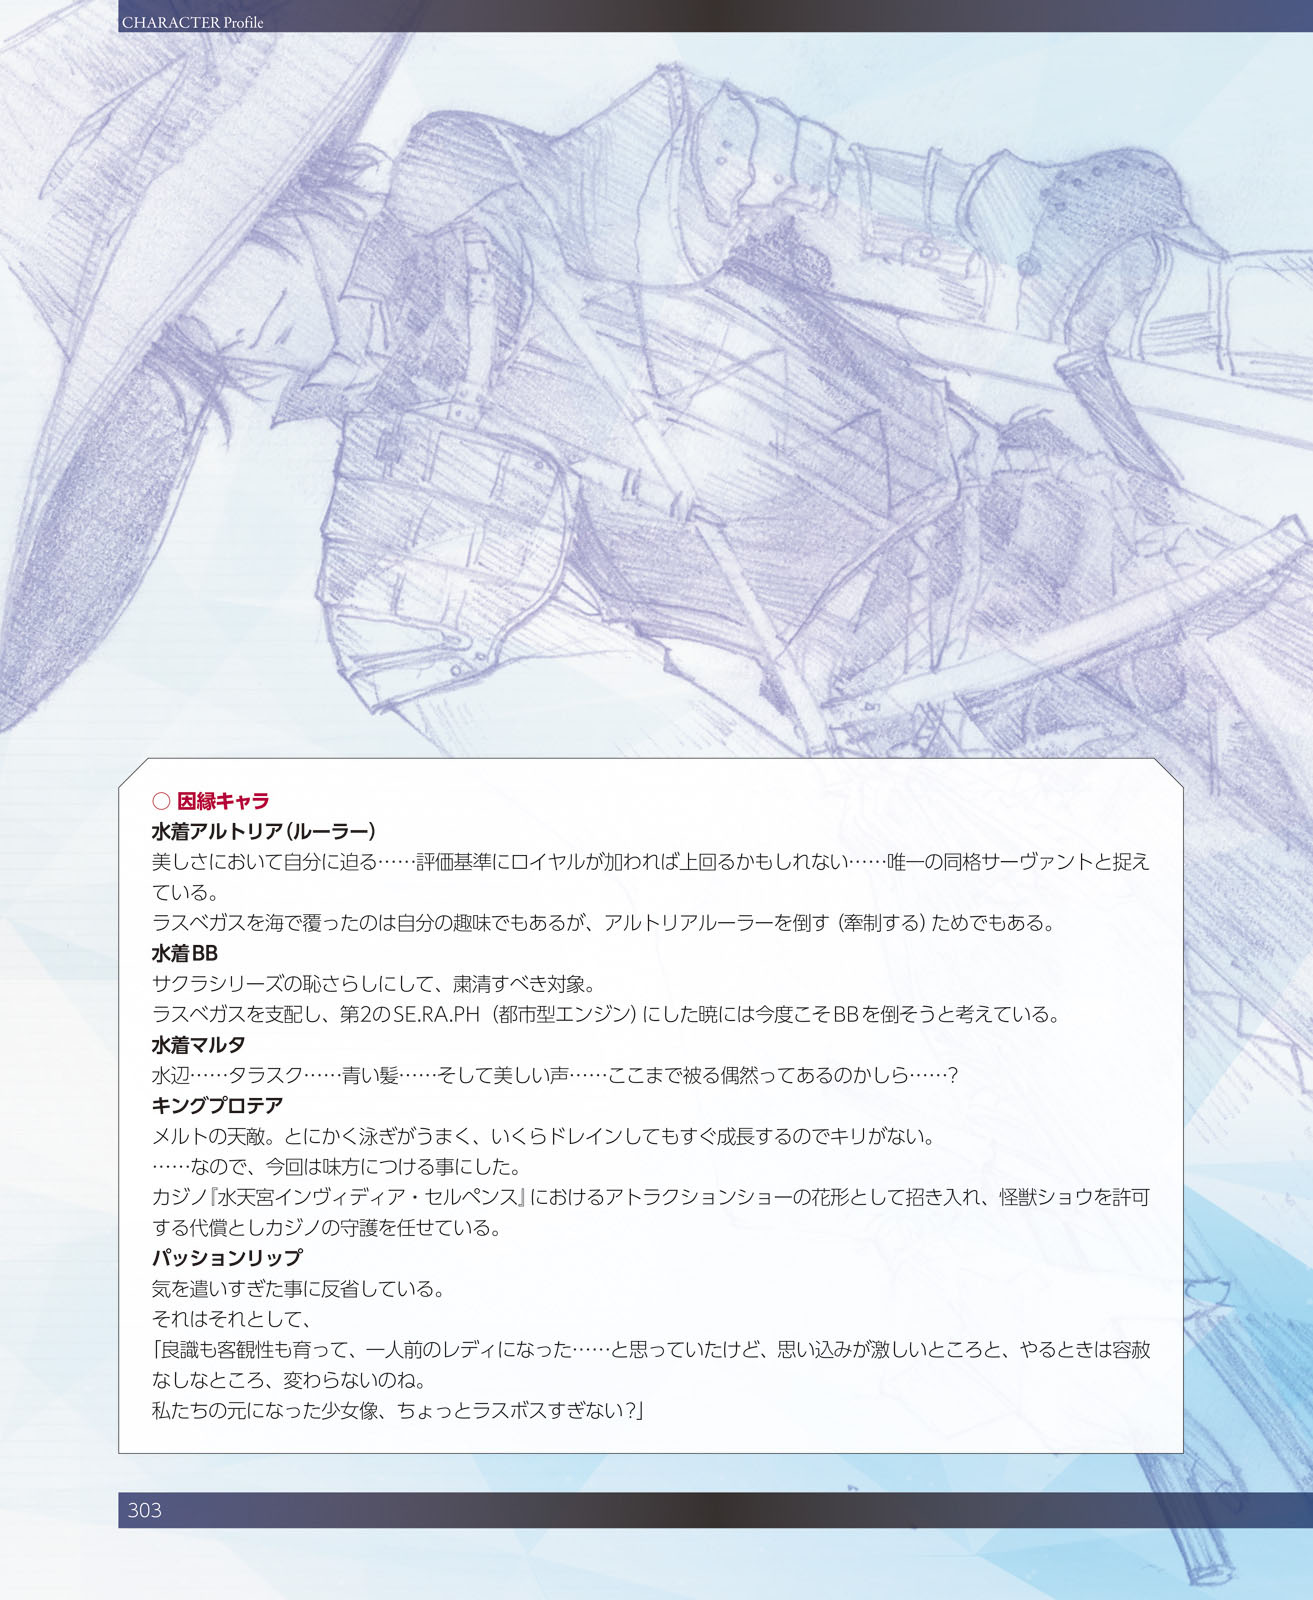 CHARACTER Profile
○ 因縁キャラ
水着アルトリア（ルーラー）
美しさにおいて自分に迫る……評価基準にロイヤルが加われば上回るかもしれない……唯一の同格サーヴァントと捉え
ている。
ラスベガスを海で覆ったのは自分の趣味でもあるが、アルトリアルーラーを倒す（牽制する）ためでもある。
水着BB
サクラシリーズの恥さらしにして、粛清すべき対象。
ラスベガスを支配し、第2のSE.RA.PH（都市型エンジン）にした暁には今度こそBBを倒そうと考えている。
水着マルタ
水辺……タラスク……青い髪……そして美しい声……ここまで被る偶然ってあるのかしら……？
キングプロテア
メルトの天敵。とにかく泳ぎがうまく、いくらドレインしてもすぐ成長するのでキリがない。
……なので、今回は味方につける事にした。
カジノ『水天宮インヴィディア・セルペンス』におけるアトラクションショーの花形として招き入れ、怪獣ショウを許可
する代償としカジノの守護を任せている。
パッションリップ
気を遣いすぎた事に反省している。
それはそれとして、
「良識も客観性も育って、一人前のレディになった……と思っていたけど、思い込みが激しいところと、やるときは容赦
なしなところ、変わらないのね。
私たちの元になった少女像、ちょっとラスボスすぎない？」
303